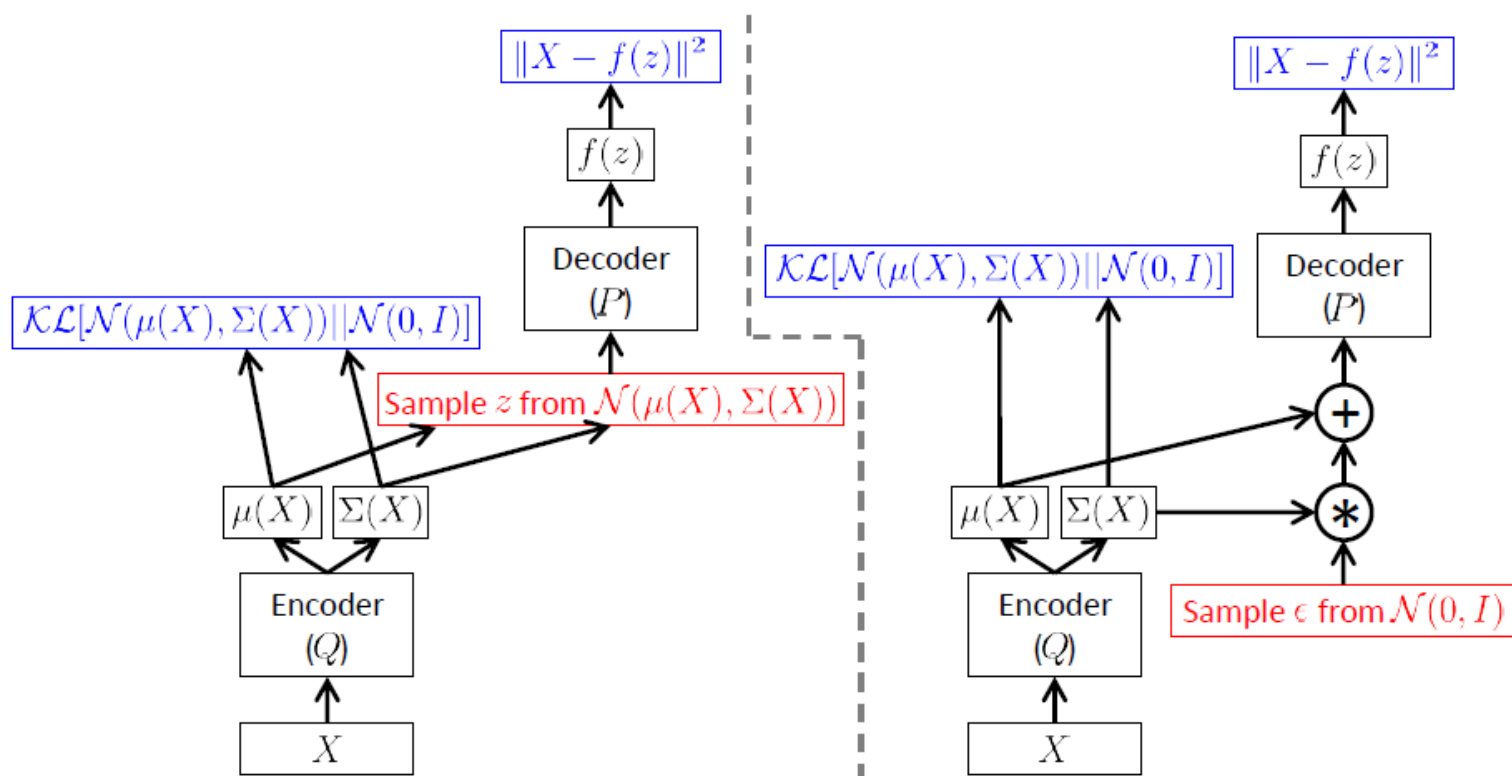 ‖X − f(z)‖²
f(z)
Decoder
(P)
𝒦ℒ[𝒩(μ(X), Σ(X))||𝒩(0, I)]
Sample z from 𝒩(μ(X), Σ(X))
μ(X)
Σ(X)
Encoder
(Q)
X
‖X − f(z)‖²
f(z)
Decoder
(P)
𝒦ℒ[𝒩(μ(X), Σ(X))||𝒩(0, I)]
+
μ(X)
Σ(X)
*
Encoder
(Q)
Sample ϵ from 𝒩(0, I)
X